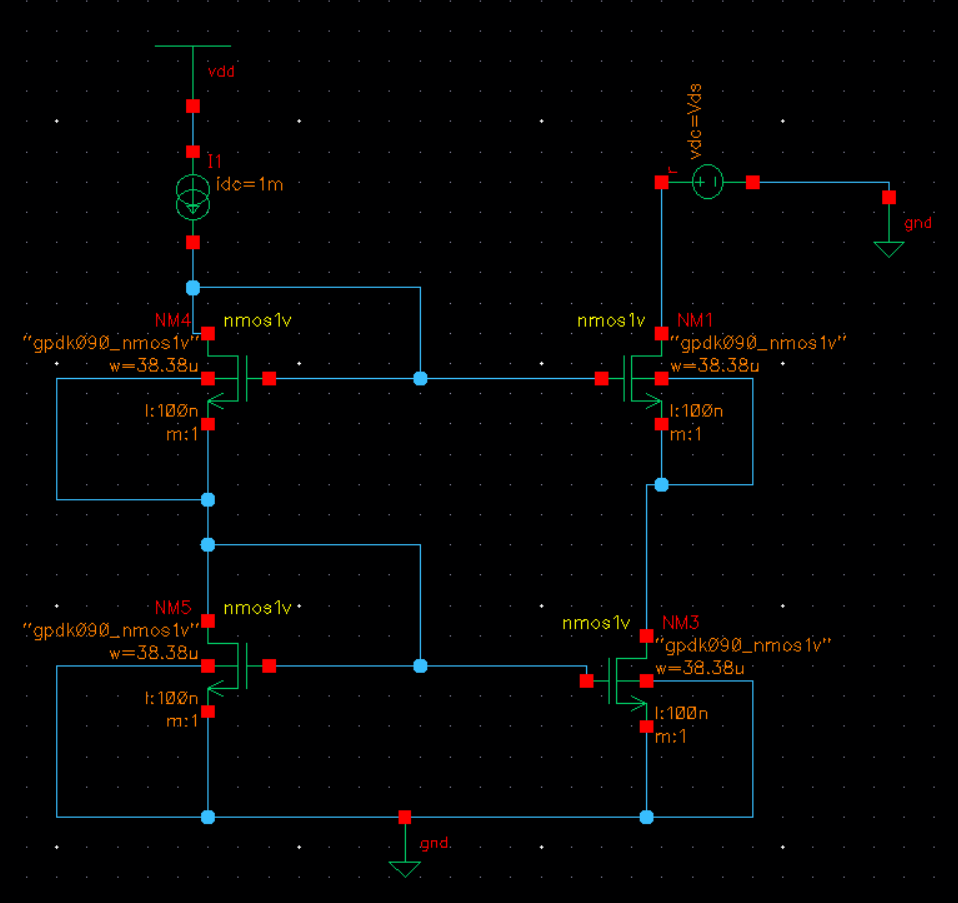 vdd
vdc=Vds
I1
idc=1m
gnd
NM4
nmos1v
"gpdk090_nmos1v"
w=38.38u
l:100n
m:1
nmos1v
NM1
"gpdk090_nmos1v"
w=38.38u
l:100n
m:1
NM5
nmos1v
"gpdk090_nmos1v"
w=38.38u
l:100n
m:1
nmos1v
NM3
"gpdk090_nmos1v"
w=38.38u
l:100n
m:1
gnd